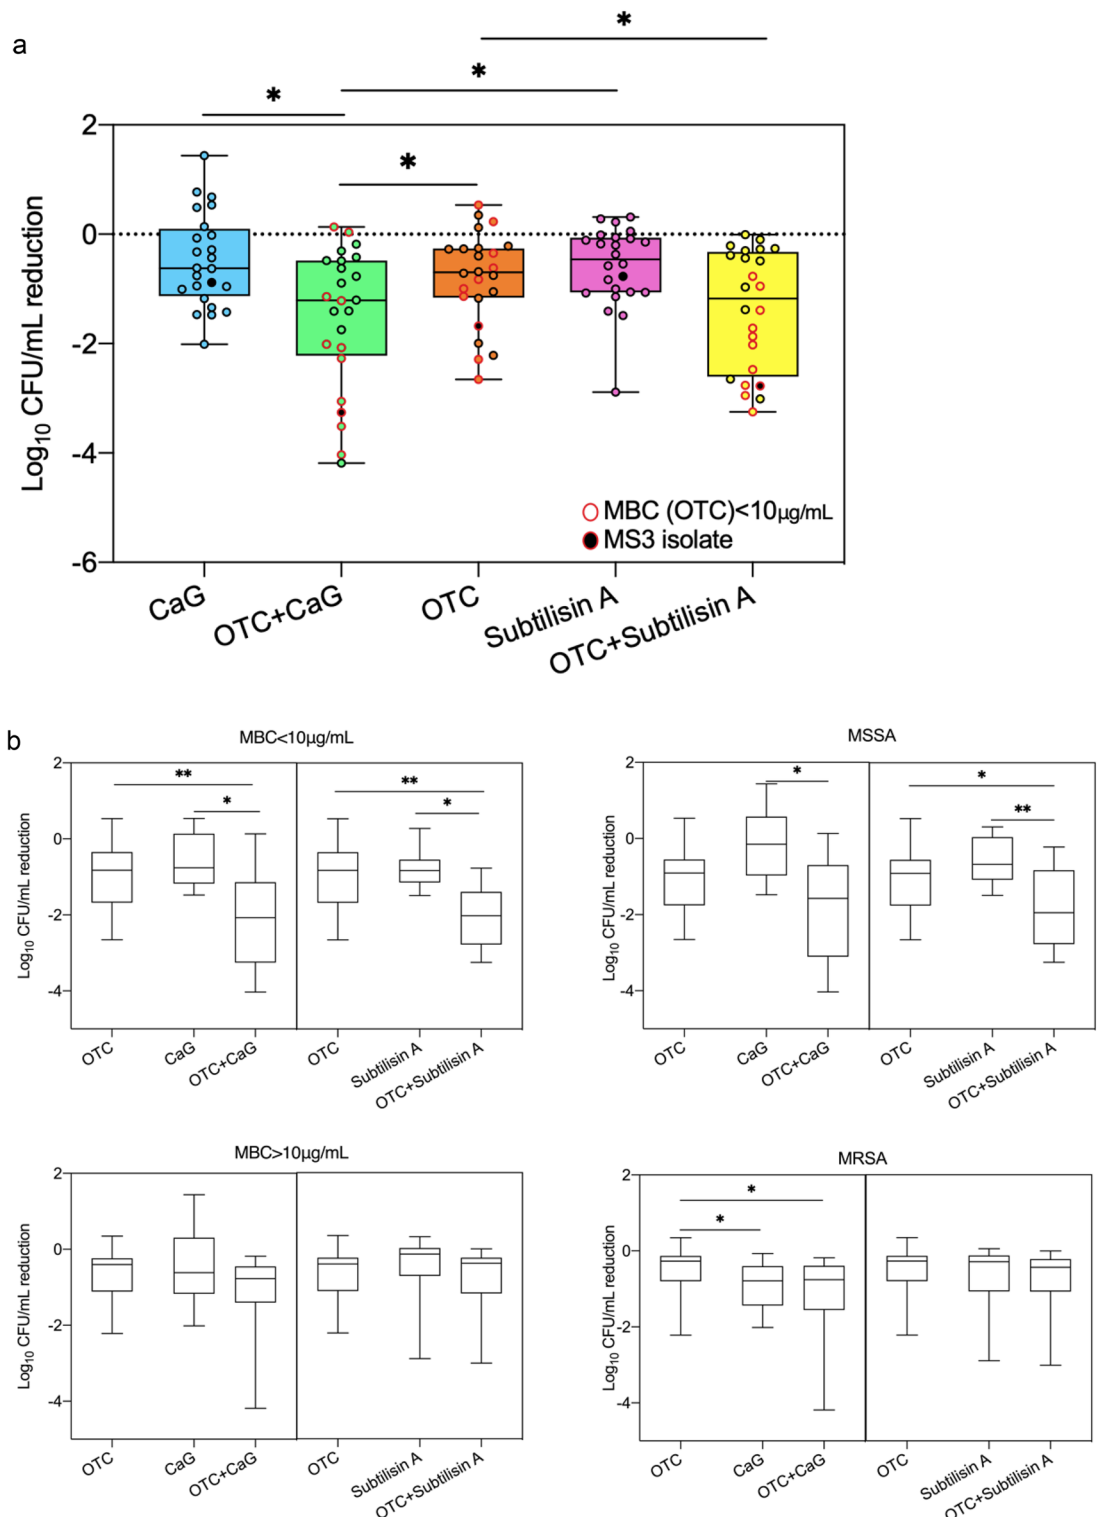 a
*
*
*
*
2
0
-2
-4
-6
Log10 CFU/mL reduction
MBC (OTC)<10µg/mL
MS3 isolate
CaG
OTC+CaG
OTC
Subtilisin A
OTC+Subtilisin A
b
MBC<10µg/mL
2
0
-2
-4
Log10 CFU/mL reduction
**
*
**
*
OTC
CaG
OTC+CaG
OTC
Subtilisin A
OTC+Subtilisin A
MSSA
2
0
-2
-4
Log10 CFU/mL reduction
*
*
**
OTC
CaG
OTC+CaG
OTC
Subtilisin A
OTC+Subtilisin A
MBC>10µg/mL
2
0
-2
-4
Log10 CFU/mL reduction
OTC
CaG
OTC+CaG
OTC
Subtilisin A
OTC+Subtilisin A
MRSA
2
0
-2
-4
Log10 CFU/mL reduction
*
*
OTC
CaG
OTC+CaG
OTC
Subtilisin A
OTC+Subtilisin A